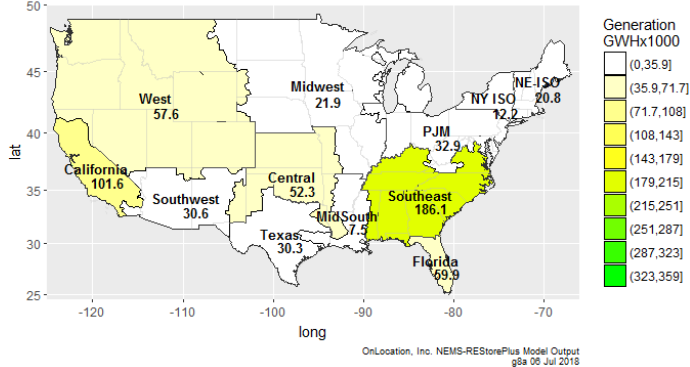 50
45
40
35
30
25
lat
-120
-110
-100
-90
-80
-70
long
West
57.6
Midwest
21.9
NE-ISO
20.8
NY ISO
12.2
PJM
32.9
California
101.6
Southwest
30.6
Central
52.3
Southeast
186.1
MidSouth
7.5
Texas
30.3
Florida
59.9
Generation
GWHx1000
(0,35.9]
(35.9,71.7]
(71.7,108]
(108,143]
(143,179]
(179,215]
(215,251]
(251,287]
(287,323]
(323,359]
OnLocation, Inc. NEMS-REStorePlus Model Output
g8a 06 Jul 2018